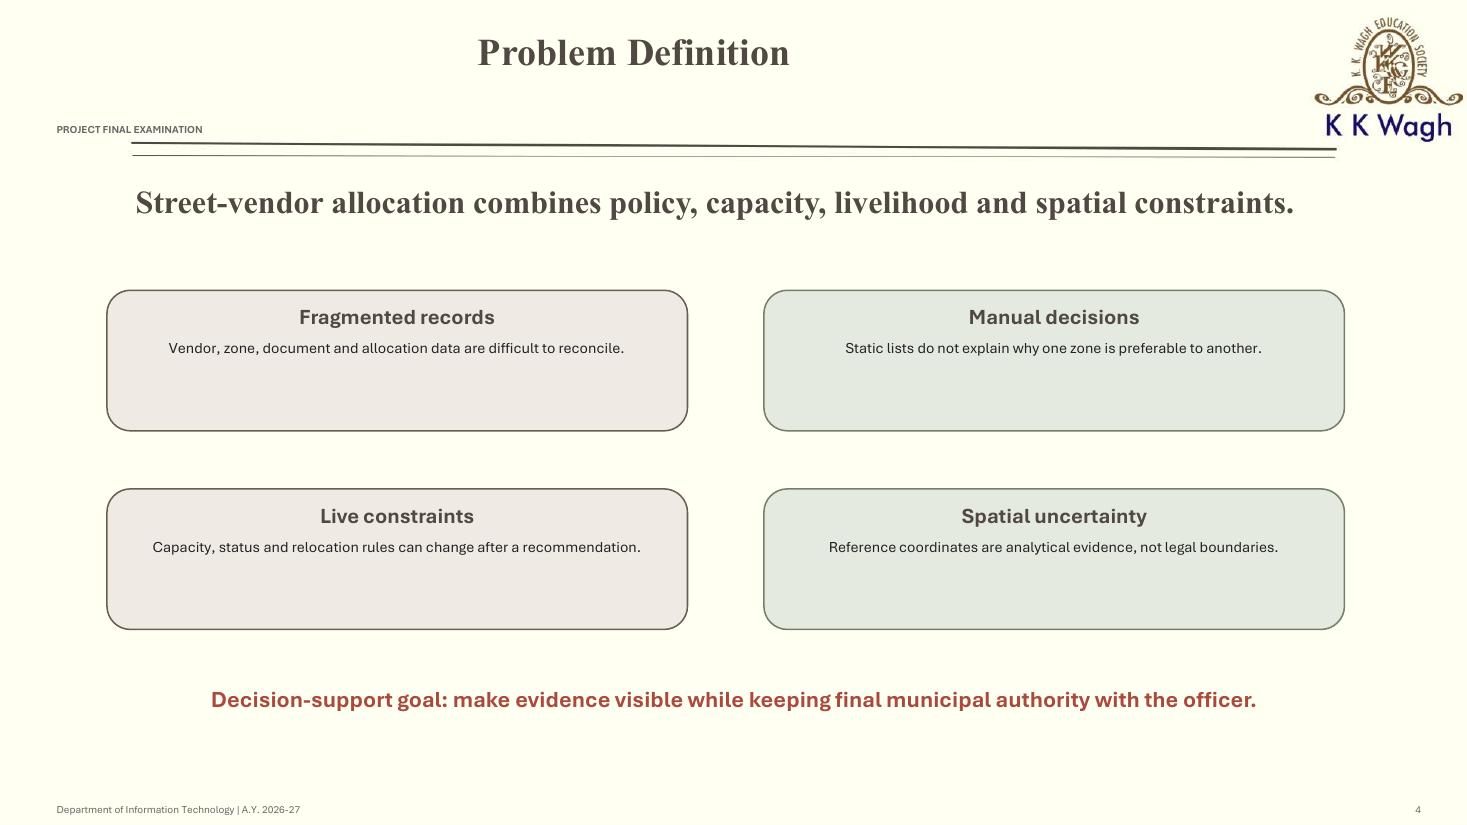 Problem Definition
K. K. WAGH EDUCATION SOCIETY
K K Wagh
PROJECT FINAL EXAMINATION
Street-vendor allocation combines policy, capacity, livelihood and spatial constraints.
Fragmented records
Vendor, zone, document and allocation data are difficult to reconcile.
Manual decisions
Static lists do not explain why one zone is preferable to another.
Live constraints
Capacity, status and relocation rules can change after a recommendation.
Spatial uncertainty
Reference coordinates are analytical evidence, not legal boundaries.
Decision-support goal: make evidence visible while keeping final municipal authority with the officer.
Department of Information Technology | A.Y. 2026-27
4